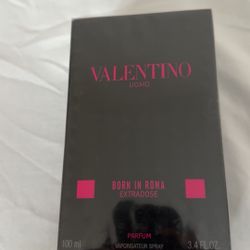 VALENTINO
UOMO
BORN IN ROMA
EXTRADOSE
PARFUM
VAPORISATEUR SPRAY
100 ml 3.4 FL.OZ.